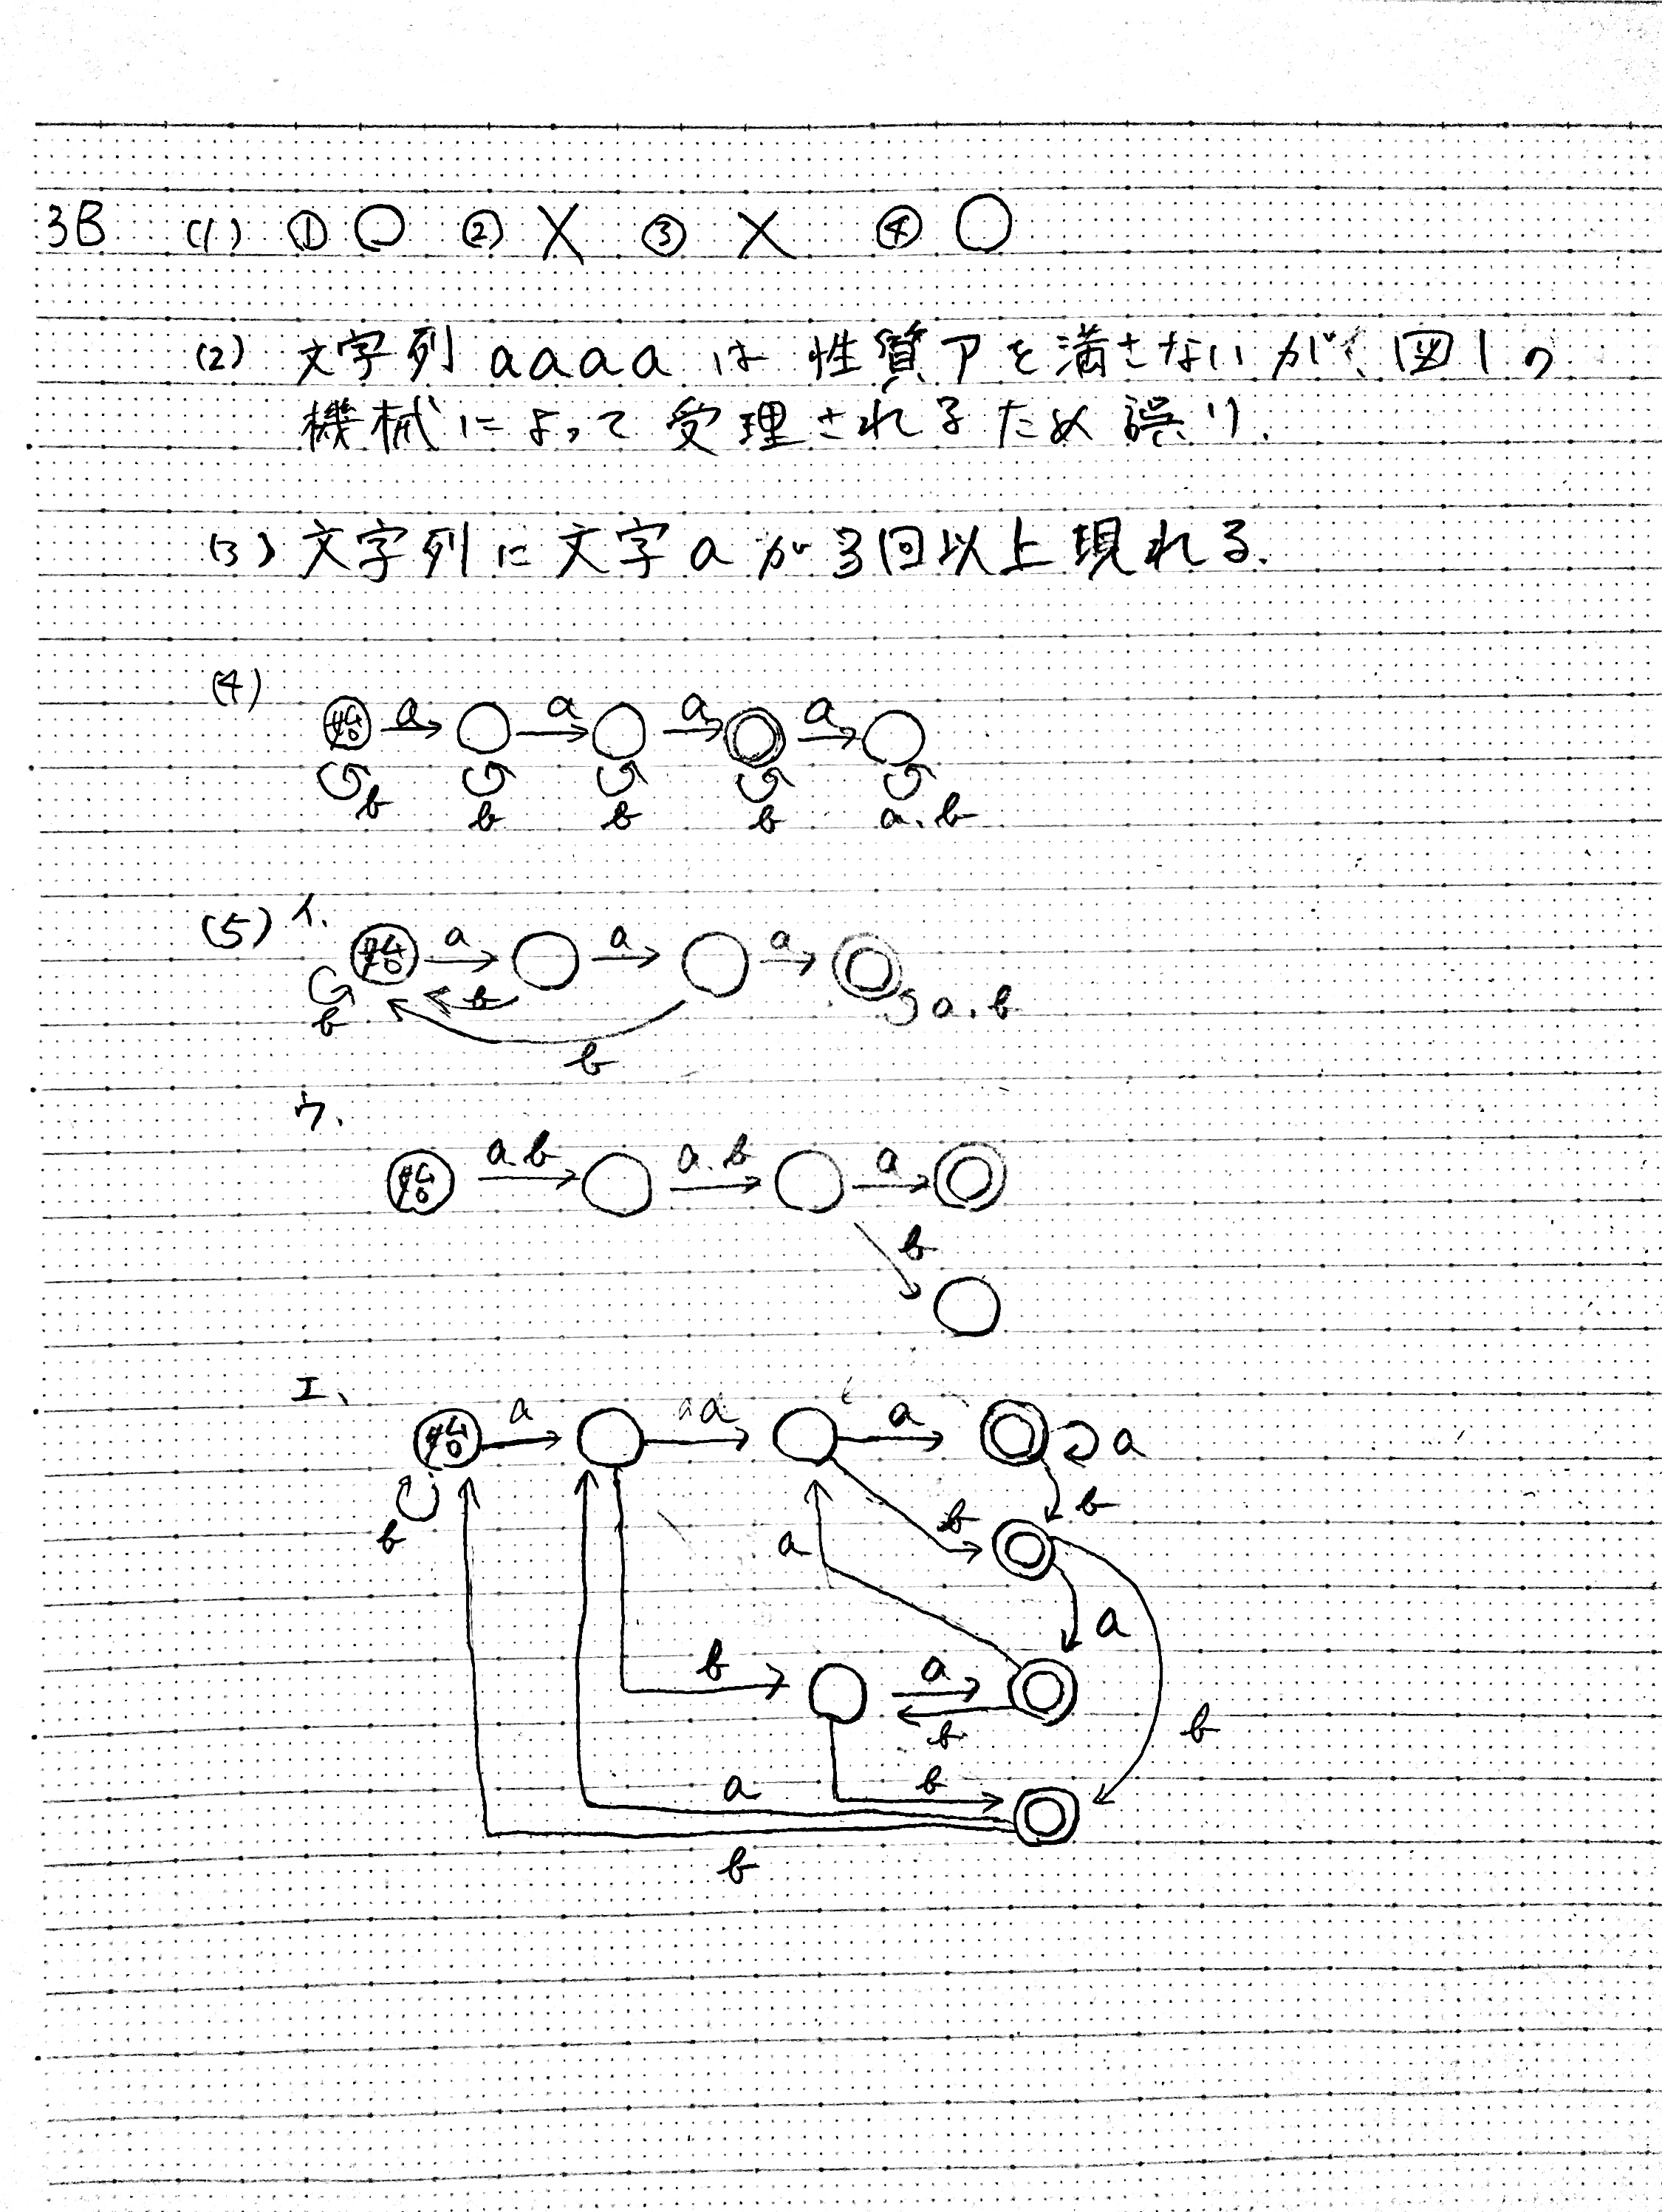 3B (1) ① ○ ② × ③ × ④ ○
(2) 文字列 aaaa は 性質アを満さないが、図1の
機械によって受理されるため誤り.
(3) 文字列に文字aが3回以上現れる.
(4)
始 a a a a
b b b b a.b
(5) イ.
始 a a a
b b a.b
b
ウ.
始 a.b a.b a
b
エ、
始 a a a a
b b
b a
a
b a b
b
a b
b